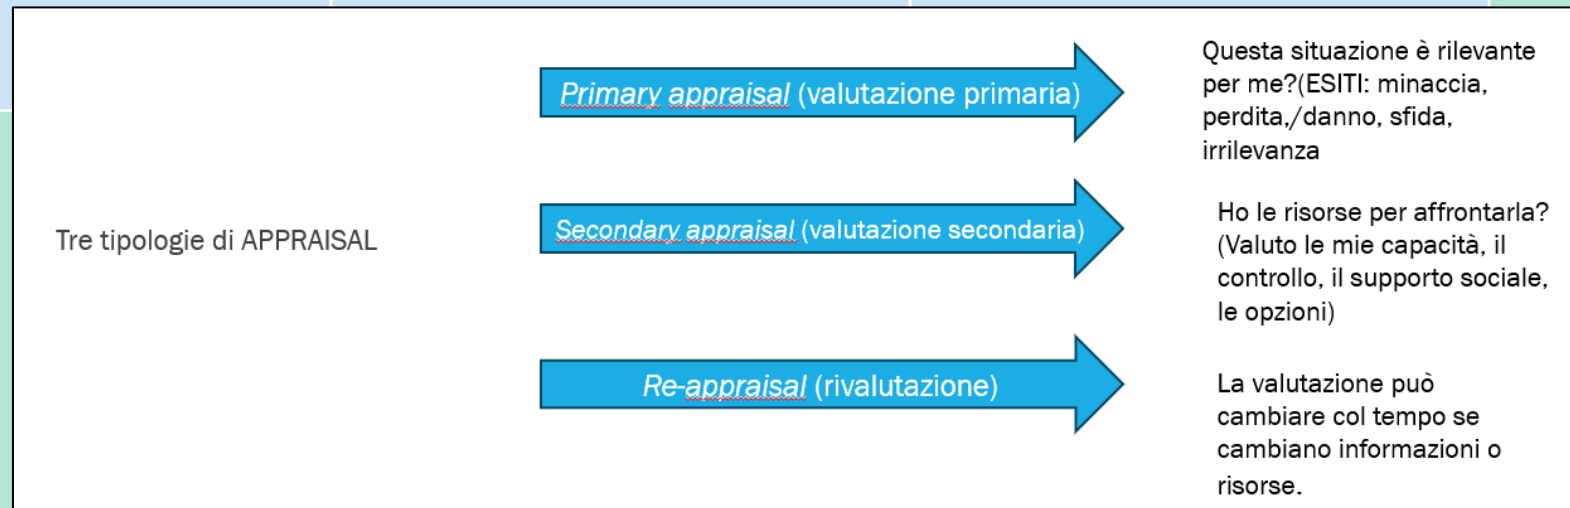 Tre tipologie di APPRAISAL
Primary appraisal (valutazione primaria)
Questa situazione è rilevante
per me?(ESITI: minaccia,
perdita,/danno, sfida,
irrilevanza
Secondary appraisal (valutazione secondaria)
Ho le risorse per affrontarla?
(Valuto le mie capacità, il
controllo, il supporto sociale,
le opzioni)
Re-appraisal (rivalutazione)
La valutazione può
cambiare col tempo se
cambiano informazioni o
risorse.